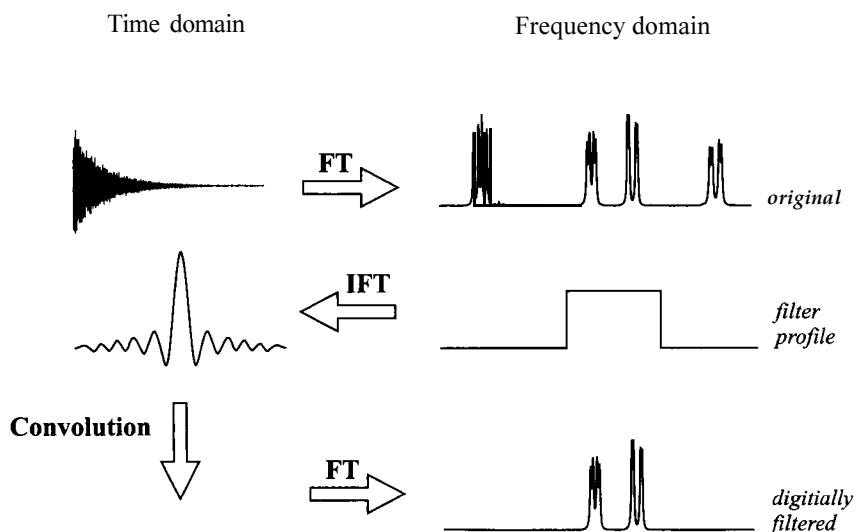 Time domain
Frequency domain
FT
original
IFT
filter
profile
Convolution
FT
digitially
filtered